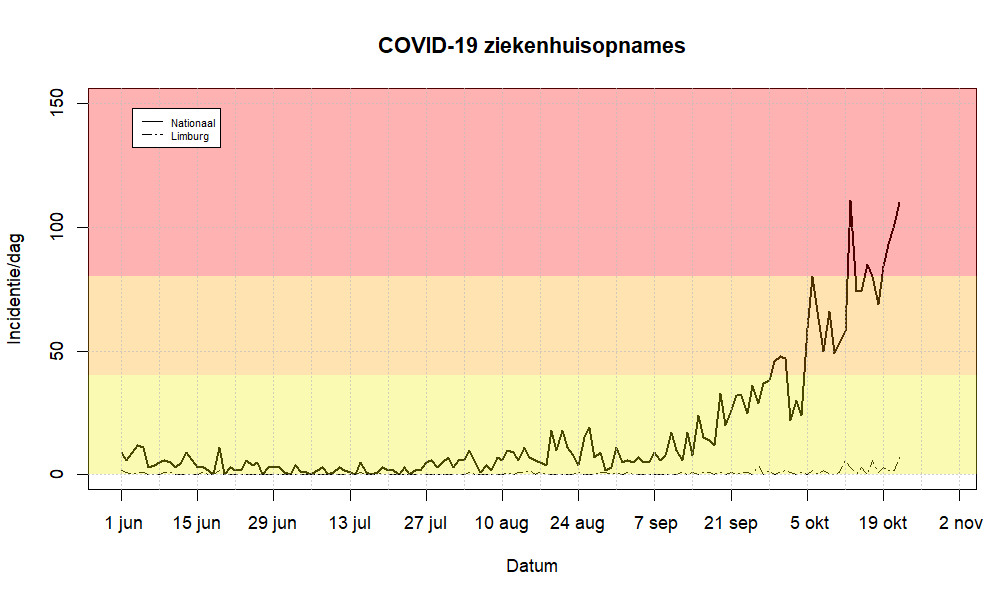 COVID-19 ziekenhuisopnames
150
100
50
0
Incidentie/dag
Nationaal
Limburg
1 jun
15 jun
29 jun
13 jul
27 jul
10 aug
24 aug
7 sep
21 sep
5 okt
19 okt
2 nov
Datum